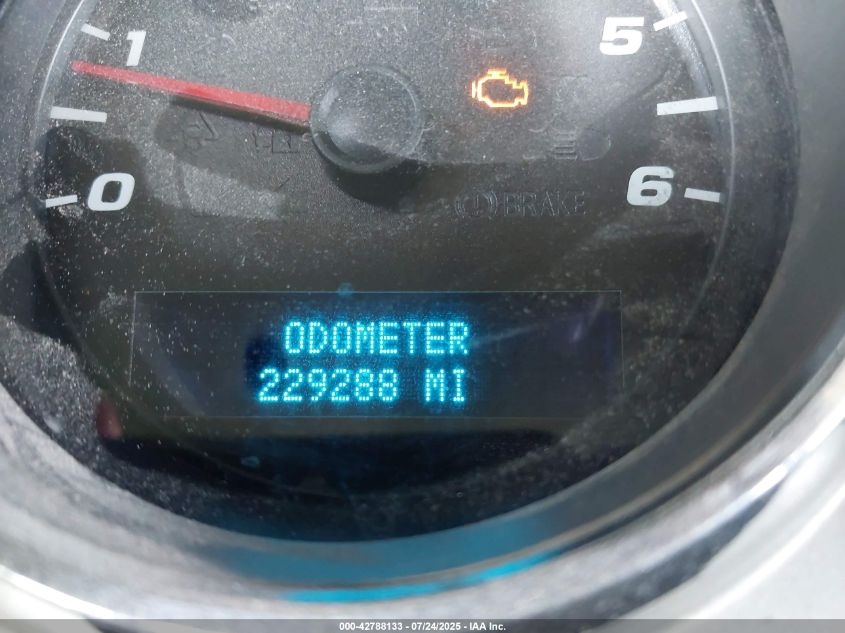 1
5
0
6
BRAKE
ODOMETER
229288 MI
000-42788133 - 07/24/2025 - IAA Inc.